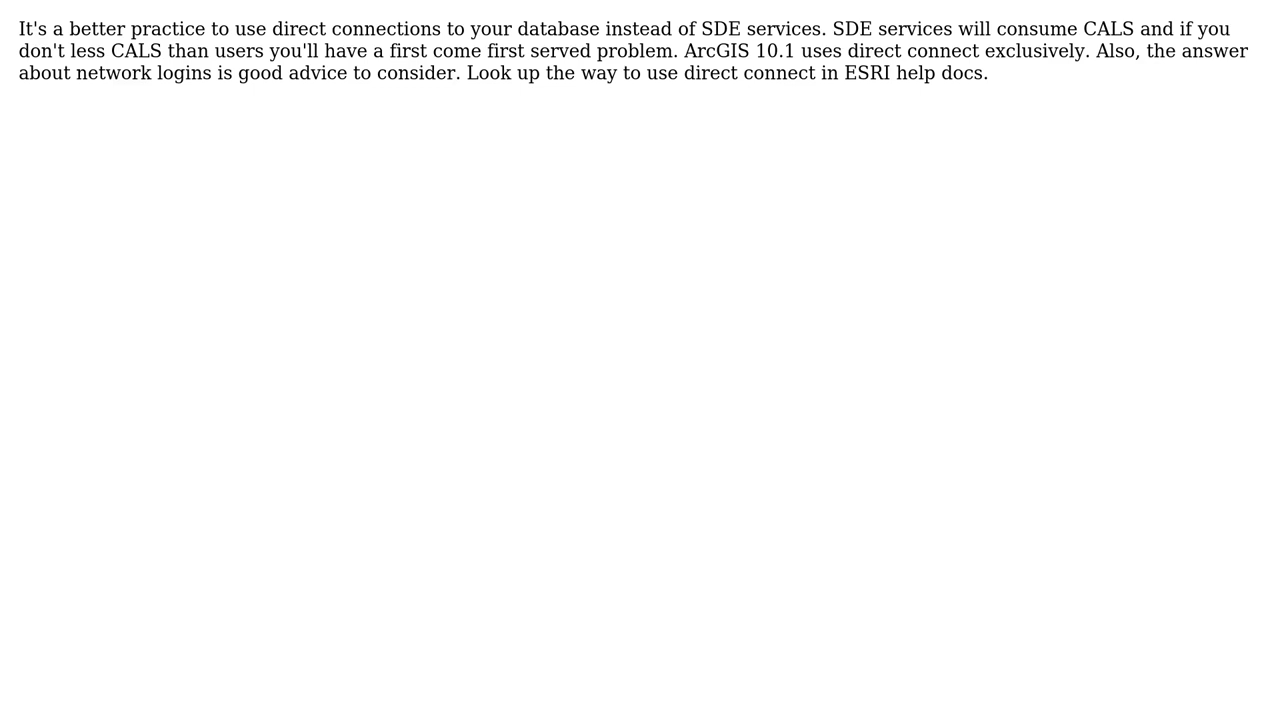 It's a better practice to use direct connections to your database instead of SDE services. SDE services will consume CALS and if you
don't less CALS than users you'll have a first come first served problem. ArcGIS 10.1 uses direct connect exclusively. Also, the answer
about network logins is good advice to consider. Look up the way to use direct connect in ESRI help docs.